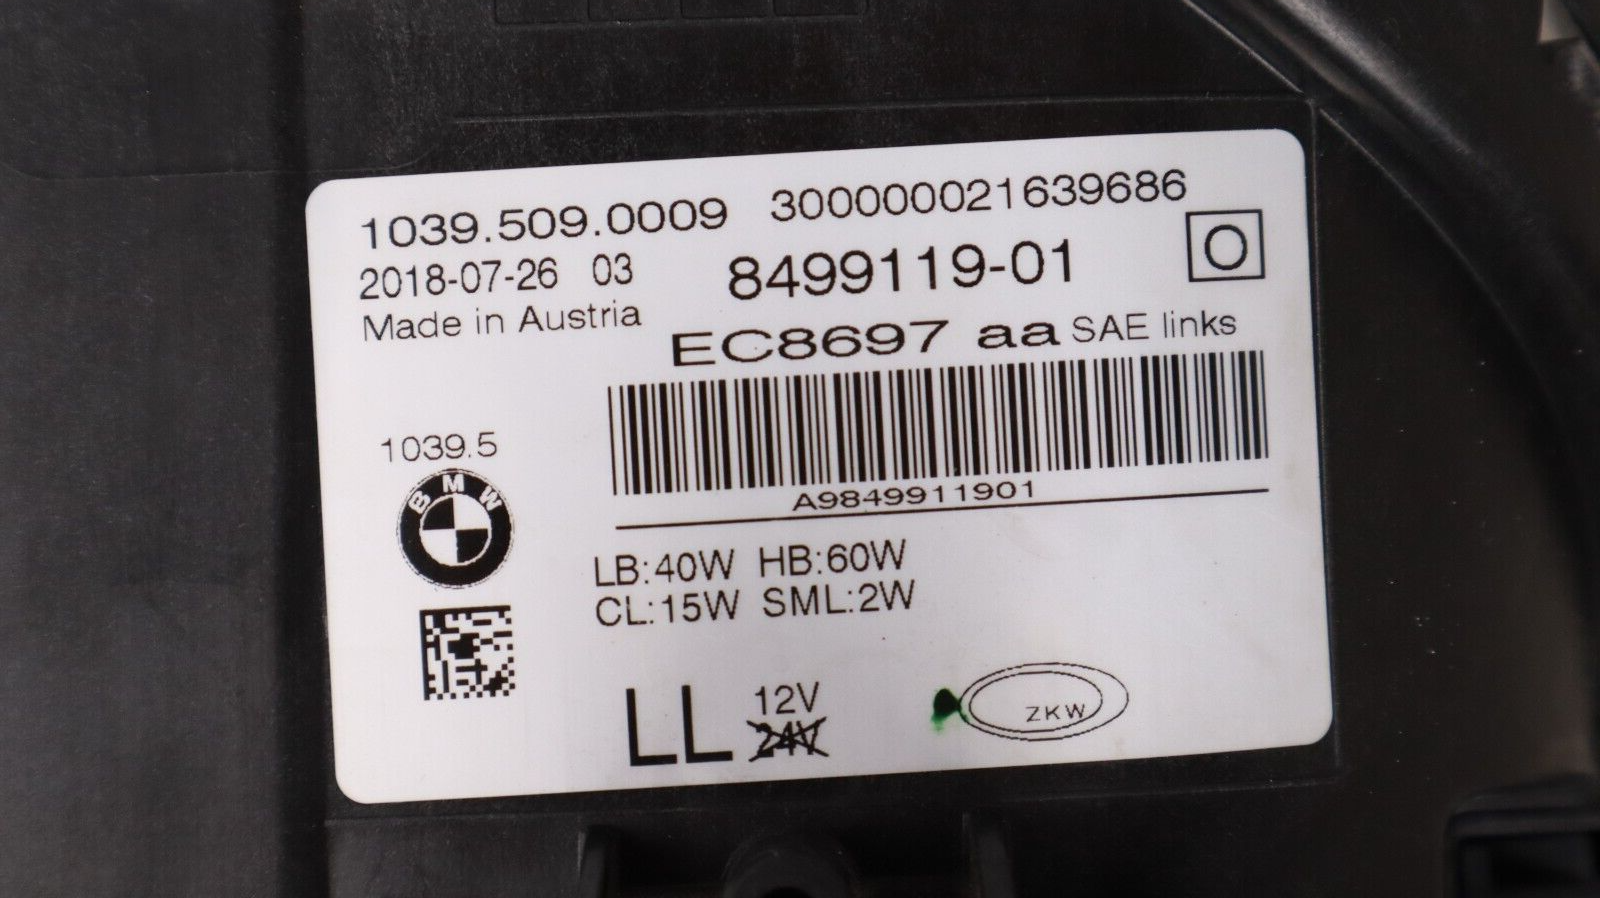 1039.509.0009 300000021639686
2018-07-26 03 8499119-01 O
Made in Austria
EC8697 aa SAE links
1039.5
BMW
A9849911901
LB:40W HB:60W
CL:15W SML:2W
LL 12V
24V
ZKW